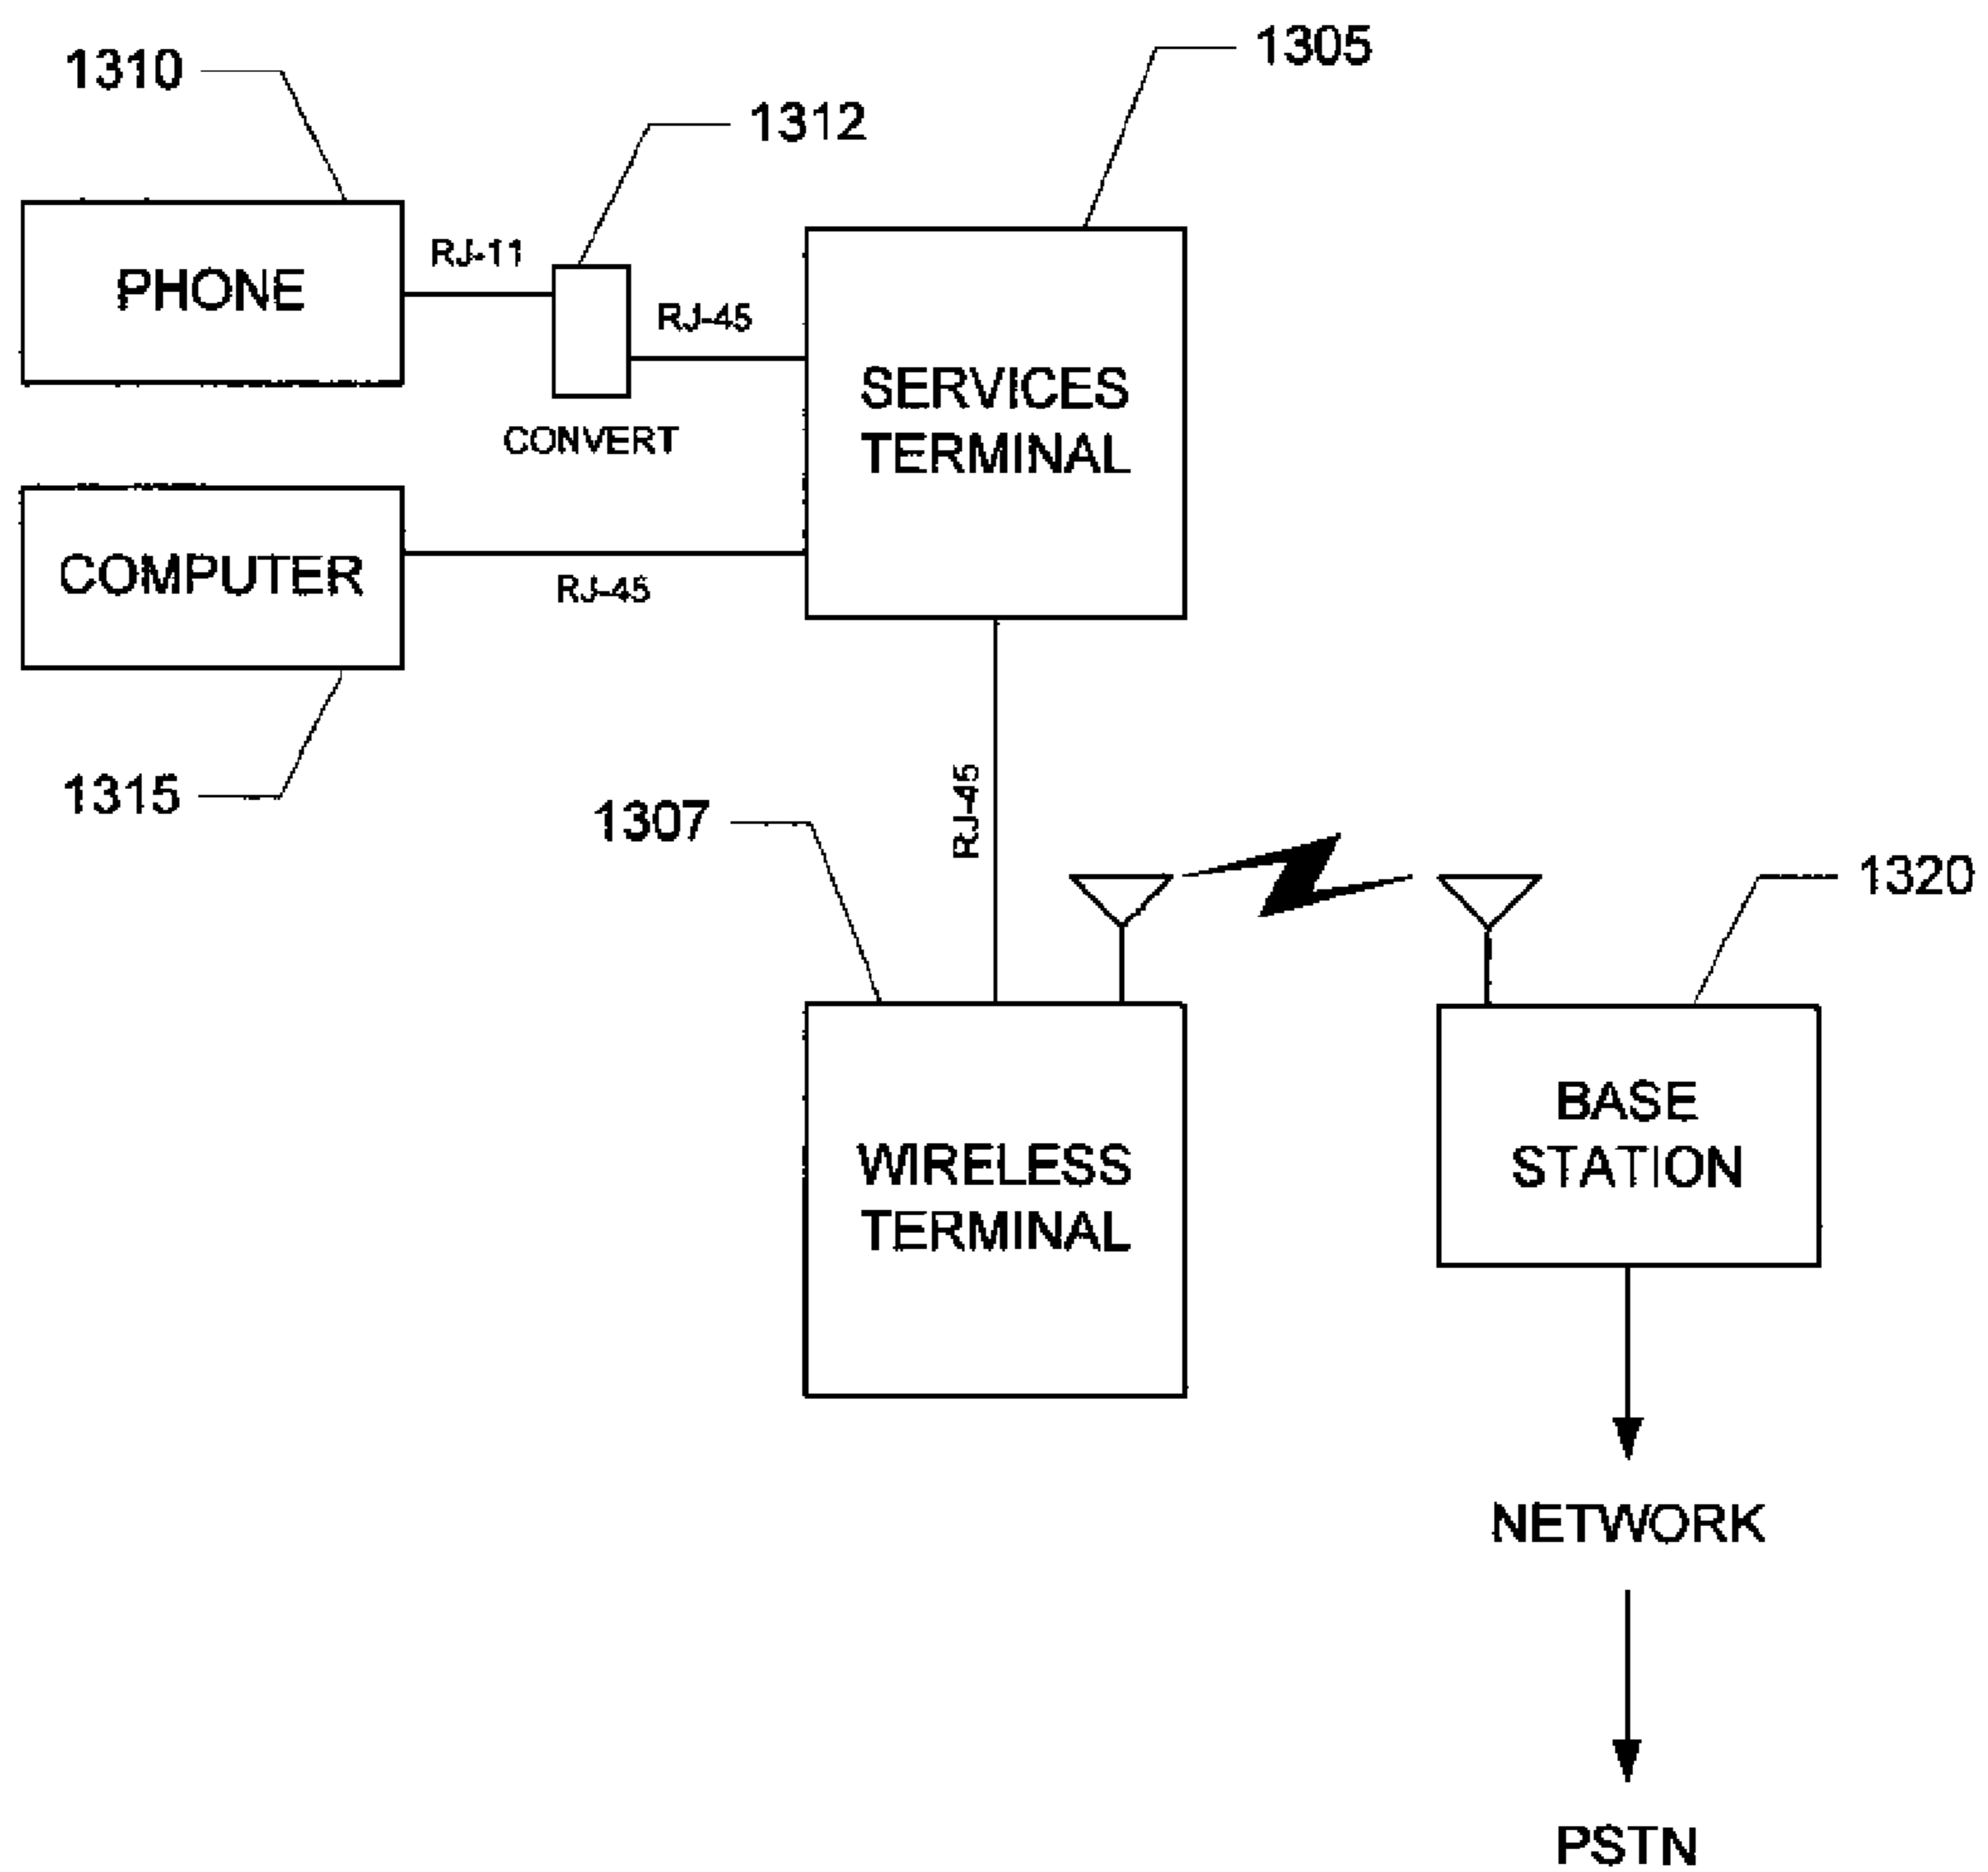 1310
1305
1312
PHONE
RJ-11
RJ-45
SERVICES
TERMINAL
CONVERT
COMPUTER
RJ-45
1315
1307
RJ-45
1320
WIRELESS
TERMINAL
BASE
STATION
NETWORK
PSTN